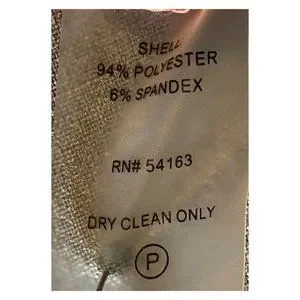 SHELL
94% POLYESTER
6% SPANDEX
RN# 54163
DRY CLEAN ONLY
P